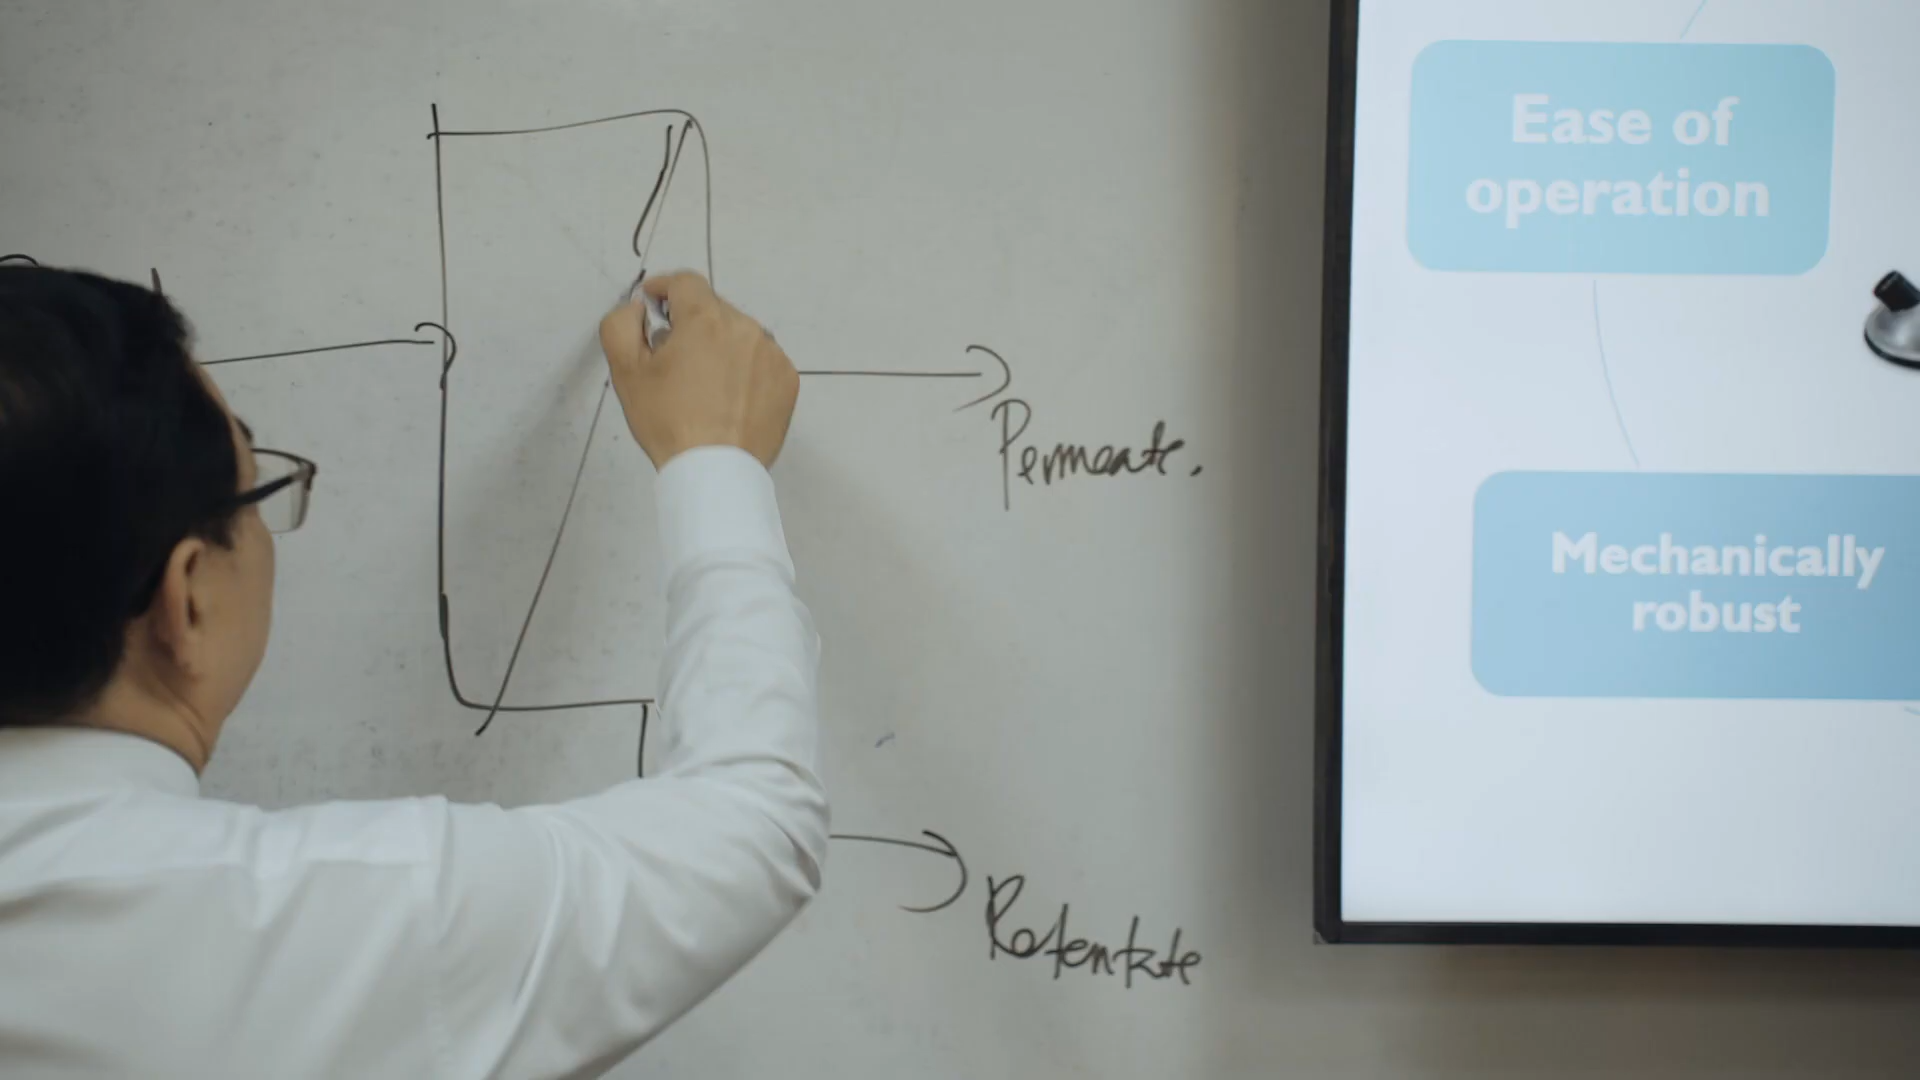 Permeate.
Retentate
Ease of
operation
Mechanically
robust